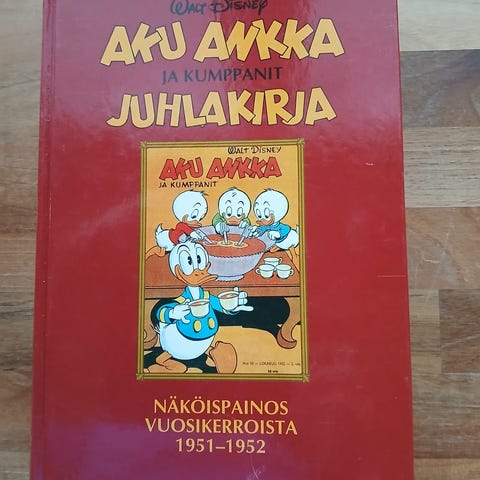 WALT DISNEY
AKU ANKKA
JA KUMPPANIT
JUHLAKIRJA
WALT DISNEY
AKU ANKKA
JA KUMPPANIT
NÄKÖISPAINOS
VUOSIKERROISTA
1951–1952